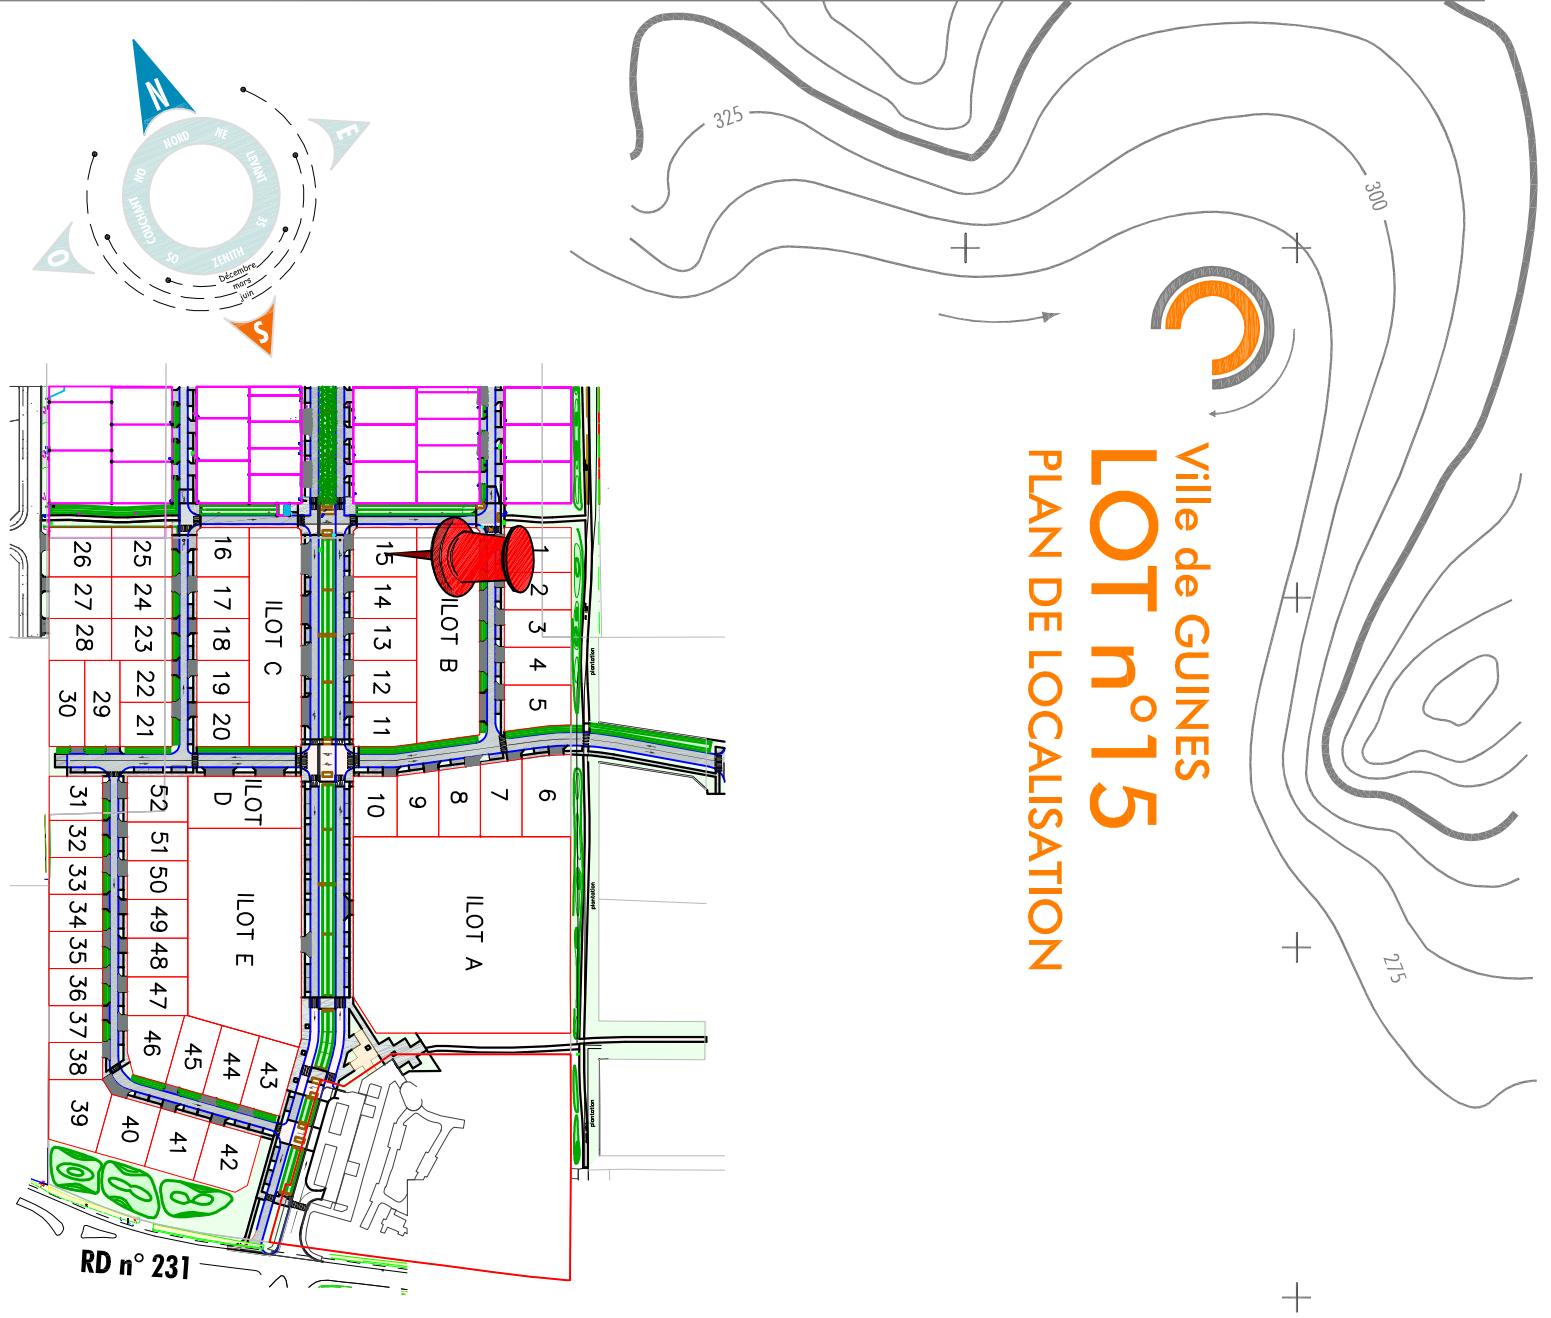 Ville de GUINES
LOT n°15
PLAN DE LOCALISATION
N
E
S
O
NORD
NE
LEVANT
SE
ZENITH
SO
COUCHANT
NO
Décembre
mars
juin
325
300
275
26
25
16
15
1
27
24
17
14
2
28
23
18
13
3
ILOT C
ILOT B
30
29
22
19
12
4
21
20
11
5
31
52
ILOT D
10
9
8
7
6
32
51
33
50
34
49
35
48
36
47
ILOT E
ILOT A
37
46
45
44
43
38
39
40
41
42
plantation
plantation
plantation
RD n° 231